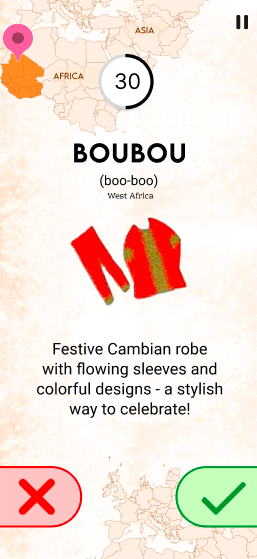 ASIA
AFRICA
30
BOUBOU
(boo-boo)
West Africa
Festive Cambian robe
with flowing sleeves and
colorful designs - a stylish
way to celebrate!